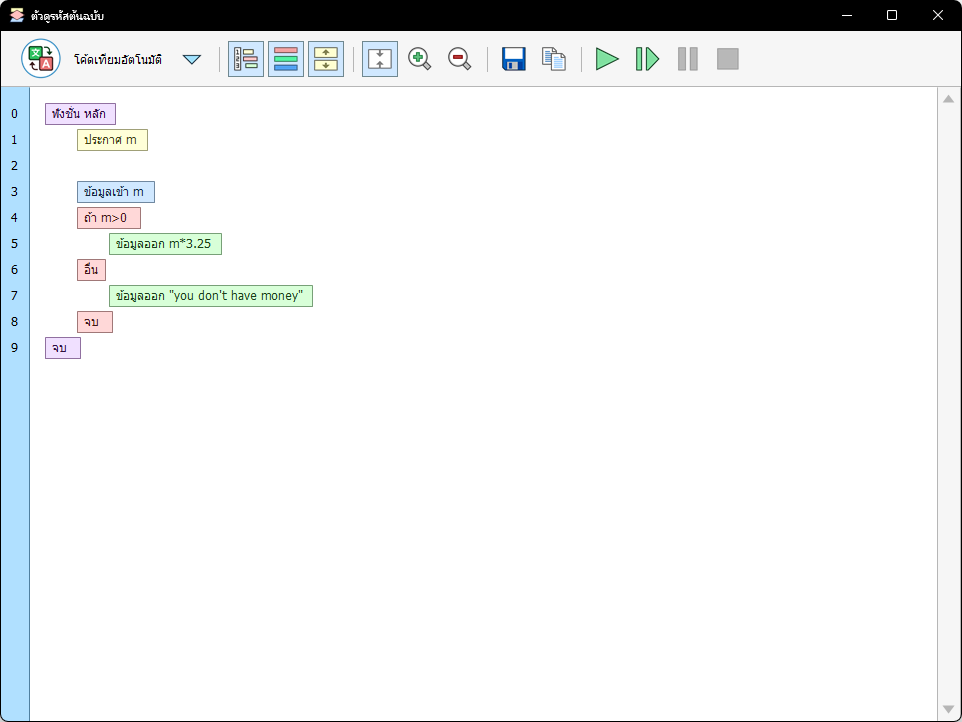 ตัวดูรหัสต้นฉบับ
โค้ดเทียมอัตโนมัติ
0 ฟังชั่น หลัก
1 ประกาศ m
2
3 ข้อมูลเข้า m
4 ถ้า m>0
5 ข้อมูลออก m*3.25
6 อื่น
7 ข้อมูลออก "you don't have money"
8 จบ
9 จบ